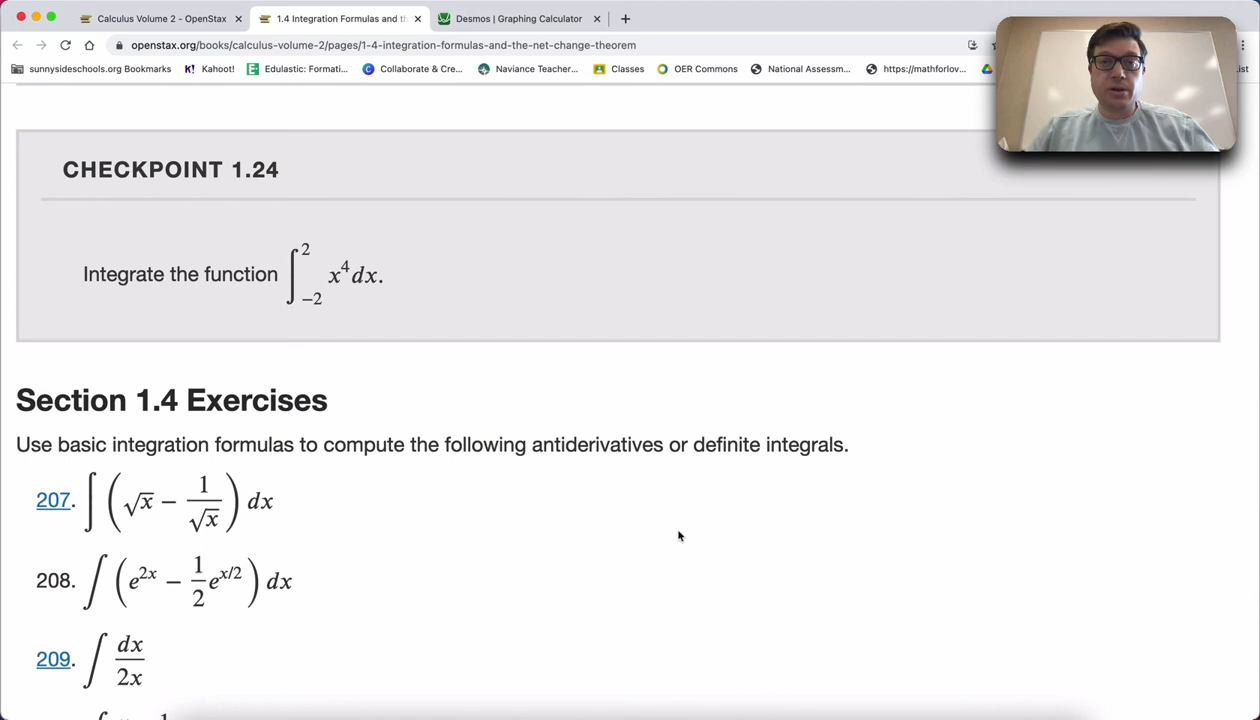 Calculus Volume 2 - OpenStax
1.4 Integration Formulas and th
Desmos | Graphing Calculator
openstax.org/books/calculus-volume-2/pages/1-4-integration-formulas-and-the-net-change-theorem
sunnysideschools.org Bookmarks K! Kahoot! Edulastic: Formati... Collaborate & Cre... Naviance Teacher... Classes OER Commons National Assessm... https://mathforlov...
CHECKPOINT 1.24
Integrate the function ∫_{−2}^{2} x⁴dx.
Section 1.4 Exercises
Use basic integration formulas to compute the following antiderivatives or definite integrals.
207. ∫ (√x − 1/√x) dx
208. ∫ (e^{2x} − 1/2 e^{x/2}) dx
209. ∫ dx/2x